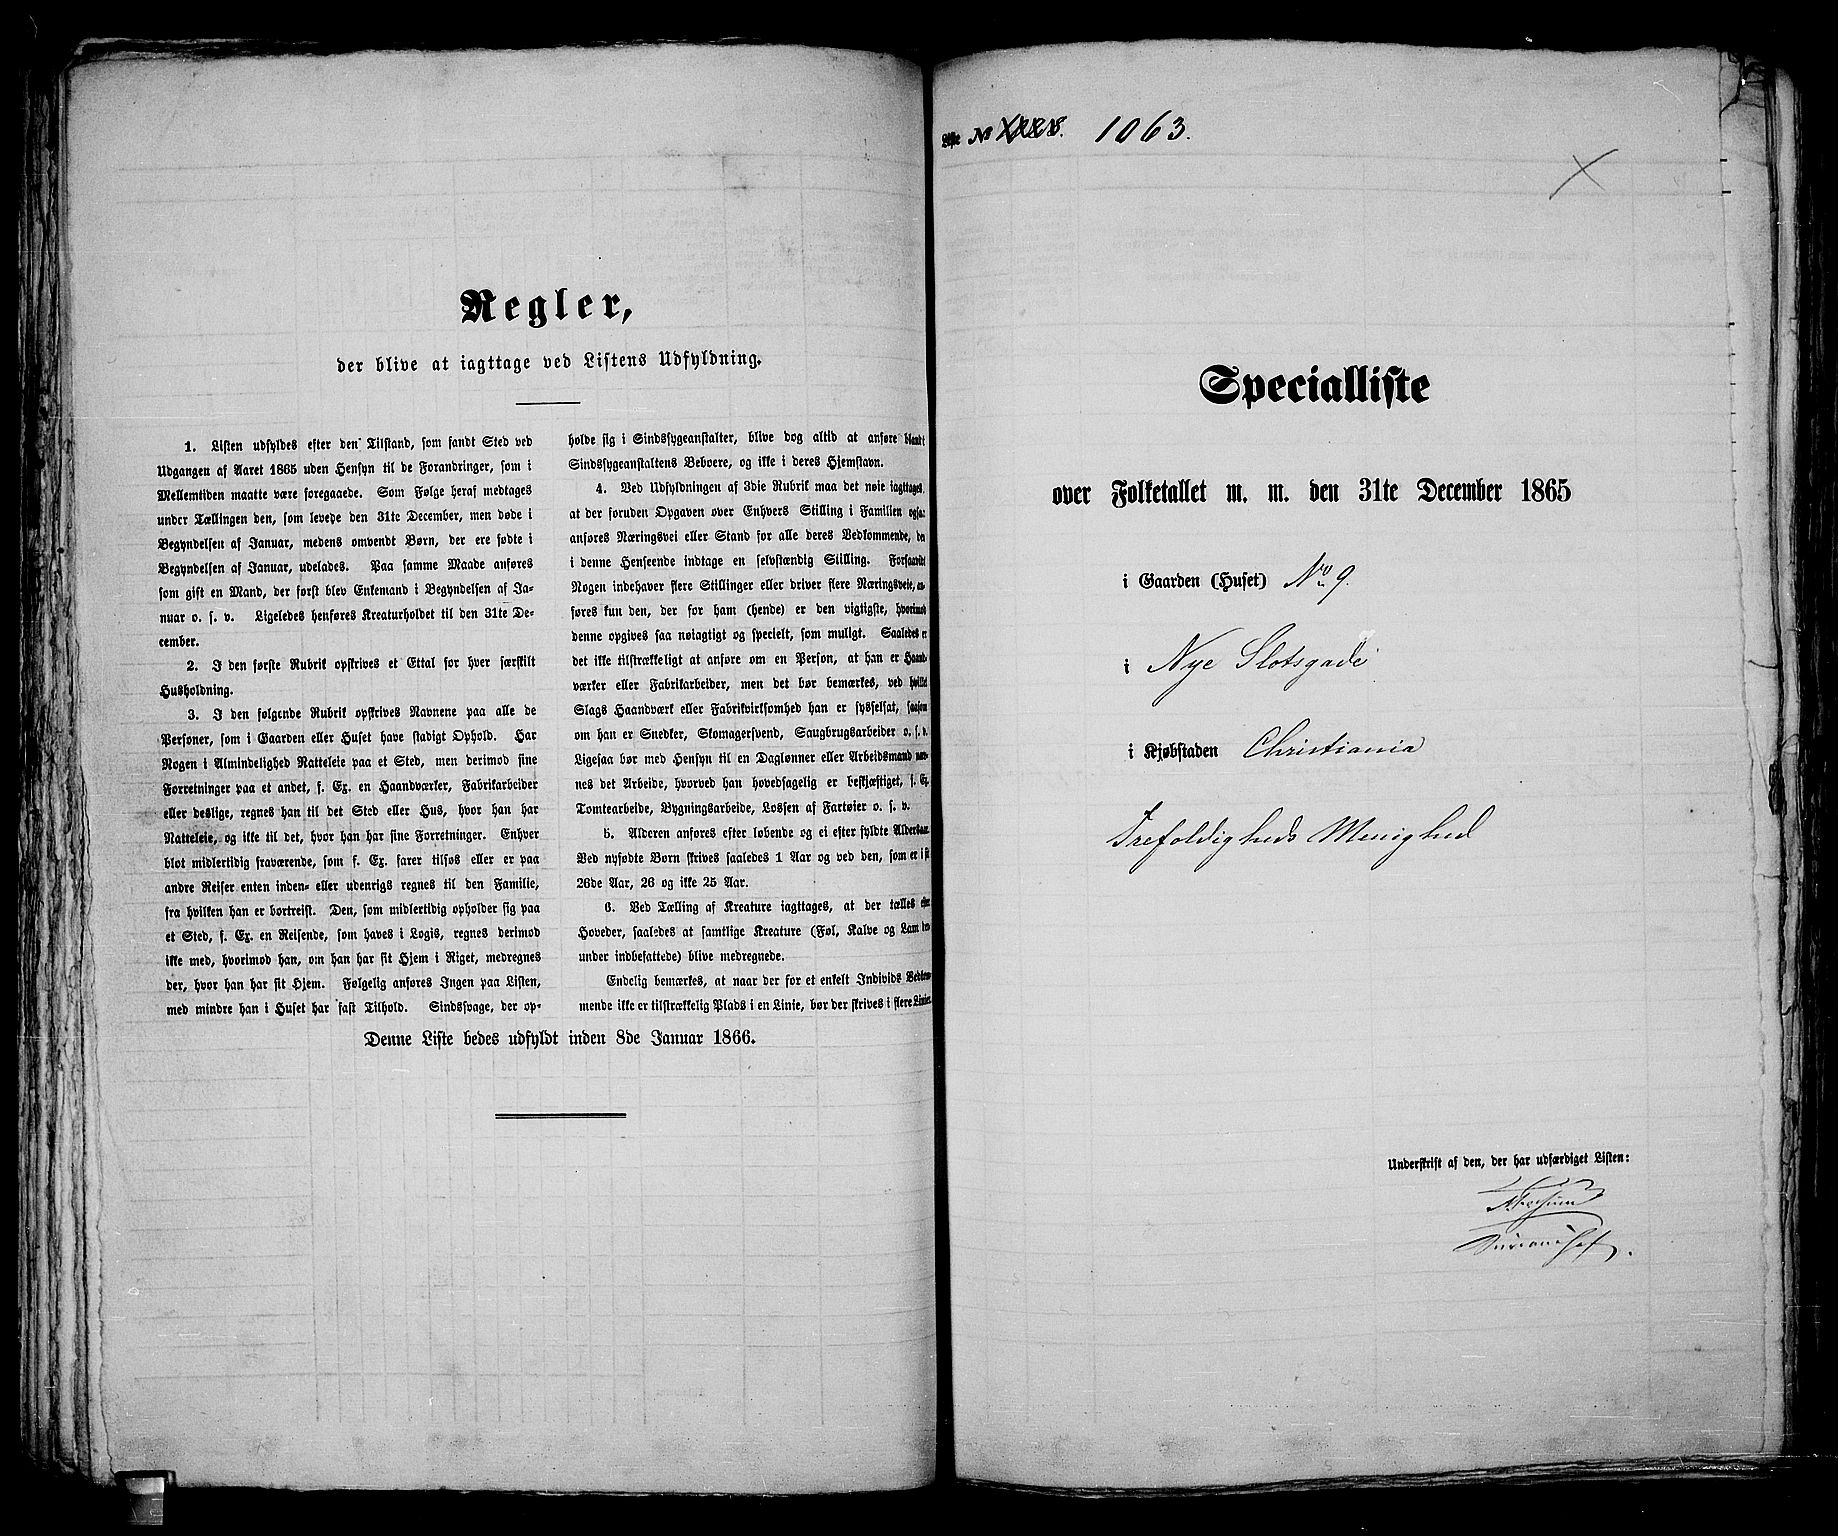 Regler,
der blive at iagttage ved Listens Udfyldning.
1. Listen udfyldes efter den Tilstand, som fandt Sted ved
Udgangen af Aaret 1865 uden Hensyn til de Forandringer, som i
Mellemtiden maatte være foregaaede. Som Følge heraf medtages
under Tællingen den, som levede den 31te December, men døde i
Begyndelsen af Januar, medens omvendt Børn, der ere fødte i
Begyndelsen af Januar, udelades. Paa samme Maade anføres
som gift en Mand, der først blev Enkemand i Begyndelsen af Ja-
nuar o. s. v. Ligeledes henføres Kreaturholdet til den 31te De-
cember.
2. I den første Rubrik opskrives et Ettal for hver særskilt
Husholdning.
3. I den følgende Rubrik opskrives Navnene paa alle de
Personer, som i Gaarden eller Huset have stadigt Ophold. Har
Nogen i Almindelighed Natteleie paa et Sted, men derimod sine
Forretninger paa et andet, f. Ex. en Haandværker, Fabrikarbeider
eller deslige, regnes han til det Sted eller Hus, hvor han har
Natteleie, og ikke til det, hvor han har sine Forretninger. Enhver
blot midlertidig fraværende, som f. Ex. farer tilsøs eller er paa
andre Reiser enten inden- eller udenrigs regnes til den Familie,
fra hvilken han er bortreist. Den, som midlertidig opholder sig paa
et Sted, f. Ex. en Reisende, som haves i Logis, regnes derimod
ikke med, hvorimod han, om han har sit Hjem i Riget, medregnes
der, hvor han har sit Hjem. Følgelig anføres Ingen paa Listen,
med mindre han i Huset har fast Tilhold. Sindssvage, der op-
holde sig i Sindssygeanstalter, blive dog altid at anføre blandt
Sindssygeanstaltens Beboere, og ikke i deres Hjemstavn.
4. Ved Udfyldningen af 3die Rubrik maa det nøie iagttages,
at der foruden Opgaven over Enhvers Stilling i Familien ogsaa
anføres Næringsvei eller Stand for alle deres Vedkommende, der
i denne Henseende indtage en selvstændig Stilling. Forsaavidt
Nogen indehaver flere Stillinger eller driver flere Næringsveie, an-
føres kun den, der for ham (hende) er den vigtigste, hvorimod
denne opgives saa nøiagtigt og specielt, som muligt. Saaledes er
det ikke tilstrækkeligt at anføre om en Person, at han er Haand-
værker eller Fabrikarbeider, men det bør bemærkes, ved hvilket
Slags Haandværk eller Fabrikvirksomhed han er sysselsat, saasom
om han er Snedker, Skomagersvend, Saugbrugsarbeider o. s. v.
Ligesaa bør med Hensyn til en Daglønner eller Arbeidsmand næv-
nes det Arbeide, hvorved han hovedsagelig er beskjæftiget, f. Ex.
Tomtearbeide, Bygningsarbeide, Lossen af Fartøier o. s. v.
5. Alderen anføres efter løbende og ei efter fyldte Aldersaar.
Ved nyfødte Børn skrives saaledes 1 Aar og ved den, som er i sit
26de Aar, 26 og ikke 25 Aar.
6. Ved Tælling af Kreature iagttages, at der tælles efter
Hoveder, saaledes at samtlige Kreature (Føl, Kalve og Lam der-
under indbefattede) blive medregnede.
Endelig bemærkes, at naar der for et enkelt Individs Vedkom-
mende ikke er tilstrækkelig Plads i en Linie, bør der skrives i flere Linier.
Denne Liste bedes udfyldt inden 8de Januar 1866.
Liste No 1063.
Specialliste
over Folketallet m. m. den 31te December 1865
i Gaarden (Huset) No. 9.
i Nye Slotsgade
i Kjøbstaden Christiania
Trefoldigheds Menighed
Underskrift af den, der har udfærdiget Listen: